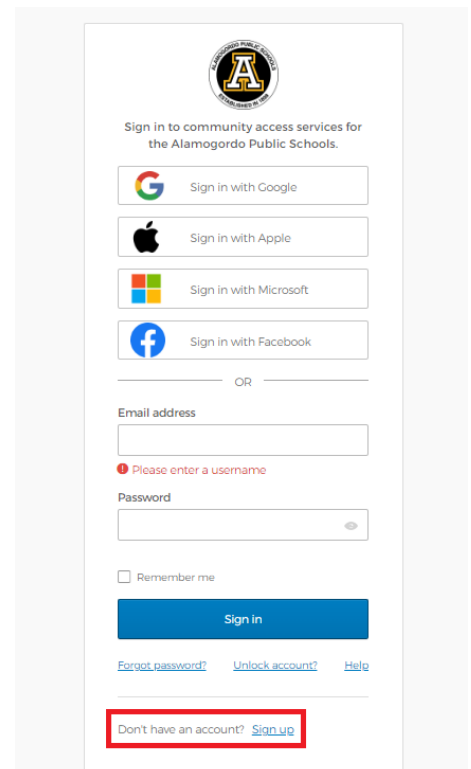 ALAMOGORDO PUBLIC SCHOOLS
A
ESTABLISHED IN 1898
Sign in to community access services for
the Alamogordo Public Schools.
Sign in with Google
Sign in with Apple
Sign in with Microsoft
Sign in with Facebook
OR
Email address
Please enter a username
Password
Remember me
Sign in
Forgot password? Unlock account? Help
Don't have an account? Sign up